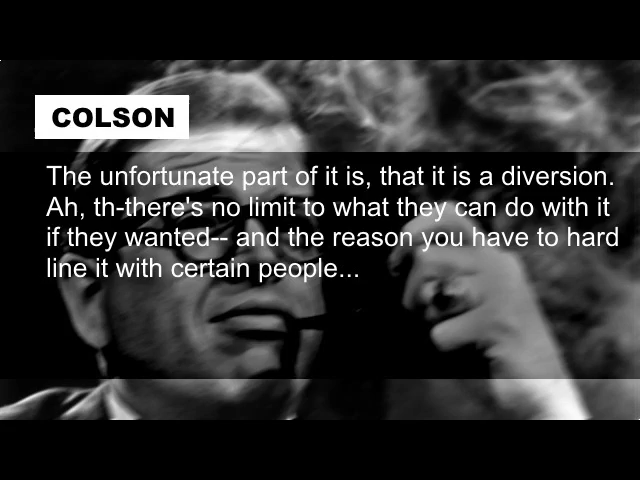 COLSON
The unfortunate part of it is, that it is a diversion.
Ah, th-there's no limit to what they can do with it
if they wanted-- and the reason you have to hard
line it with certain people...